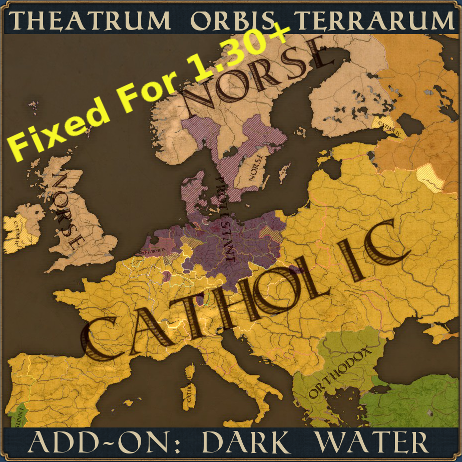 THEATRUM ORBIS TERRARUM
Fixed For 1.30+
NORSE
NORSE
NORSE
PROTESTANT
CATHOLIC
ORTHODOX
ADD-ON: DARK WATER